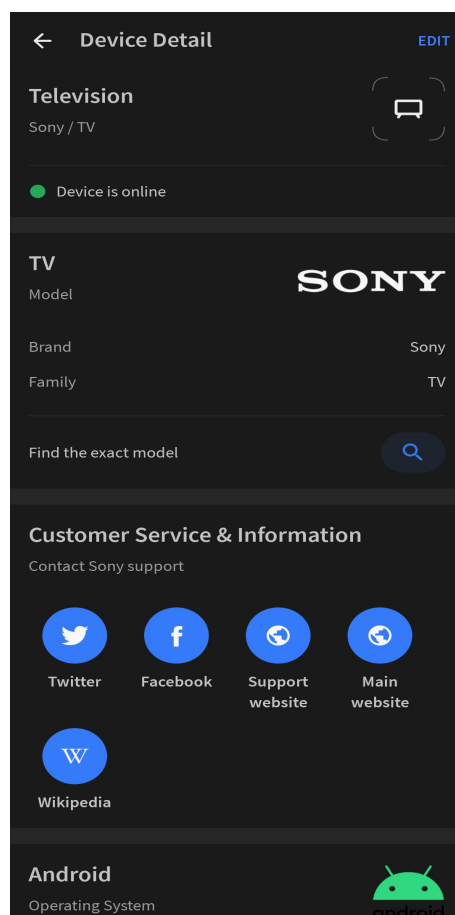 Device Detail
EDIT
Television
Sony / TV
Device is online
TV
SONY
Model
Brand
Sony
Family
TV
Find the exact model
Customer Service & Information
Contact Sony support
f
Twitter
Facebook
Support
website
Main
website
W
Wikipedia
Android
Operating System
android